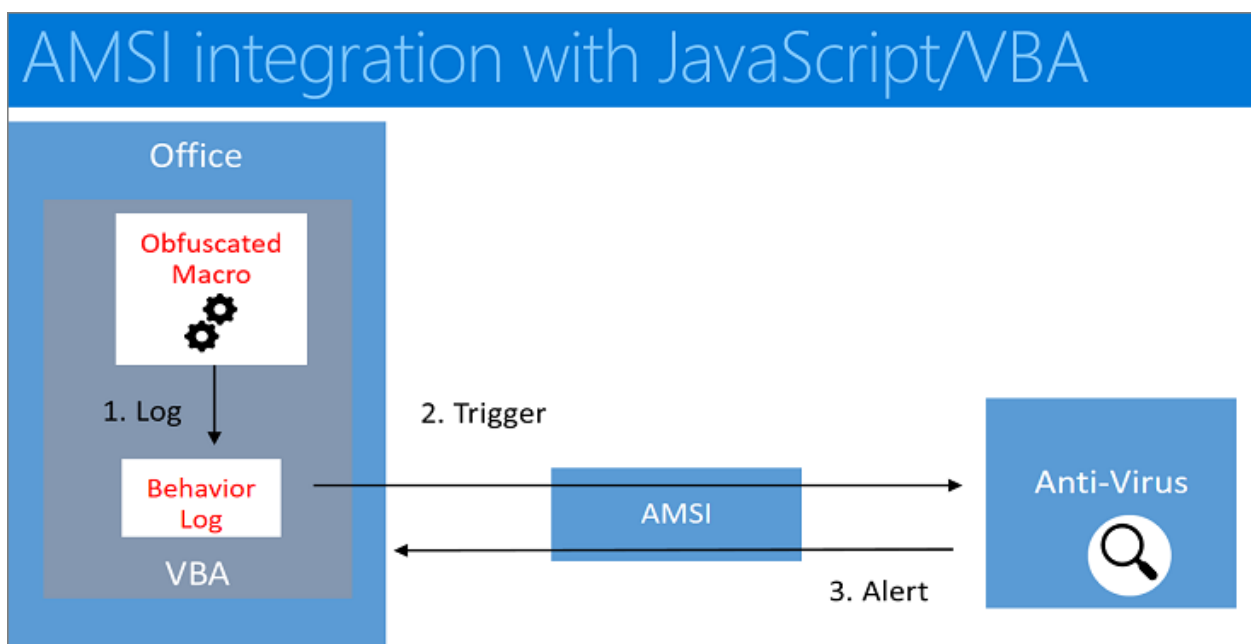 AMSI integration with JavaScript/VBA
Office
Obfuscated
Macro
1. Log
2. Trigger
Behavior
Log
AMSI
Anti-Virus
VBA
3. Alert